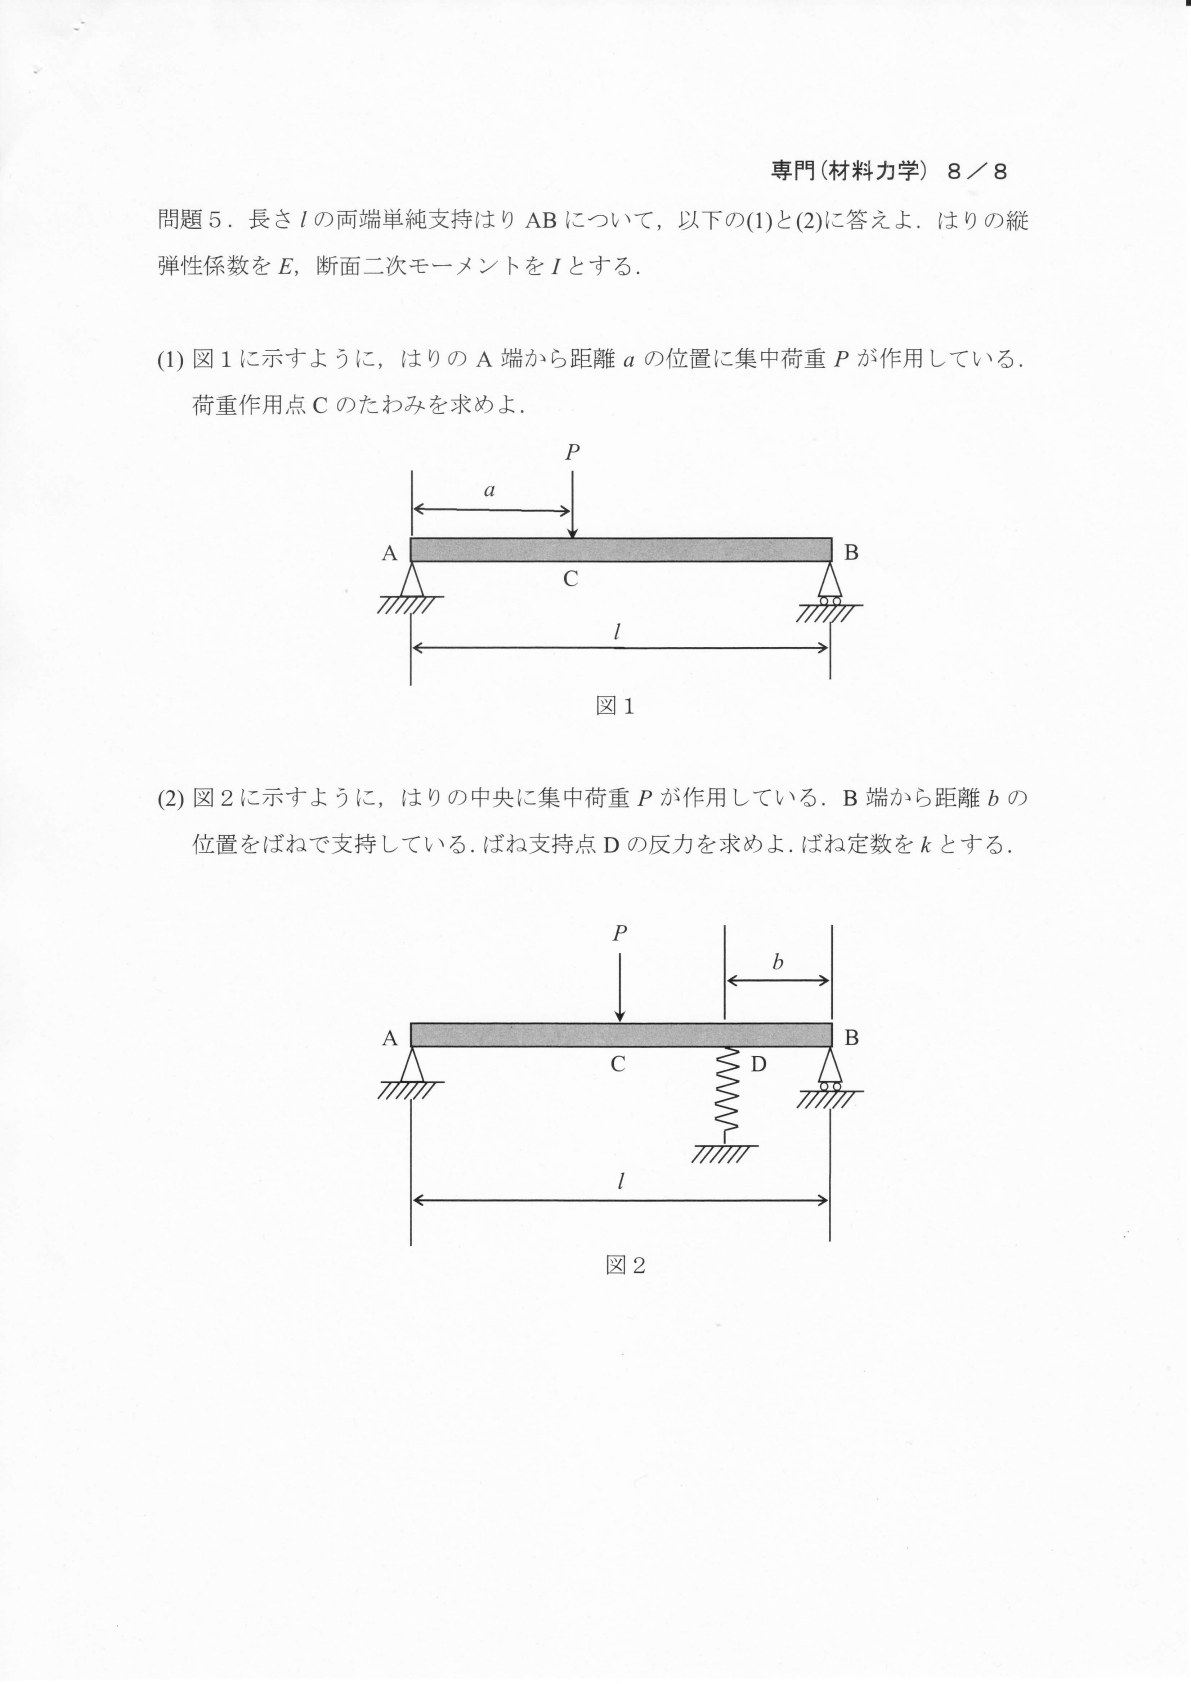 専門(材料力学) 8/8
問題5．長さ l の両端単純支持はり AB について，以下の(1)と(2)に答えよ．はりの縦
弾性係数を E，断面二次モーメントを I とする．
(1) 図1に示すように，はりの A 端から距離 a の位置に集中荷重 P が作用している．
荷重作用点 C のたわみを求めよ．
P
a
A
B
C
l
図1
(2) 図2に示すように，はりの中央に集中荷重 P が作用している．B 端から距離 b の
位置をばねで支持している．ばね支持点 D の反力を求めよ．ばね定数を k とする．
P
b
A
B
C
D
l
図2